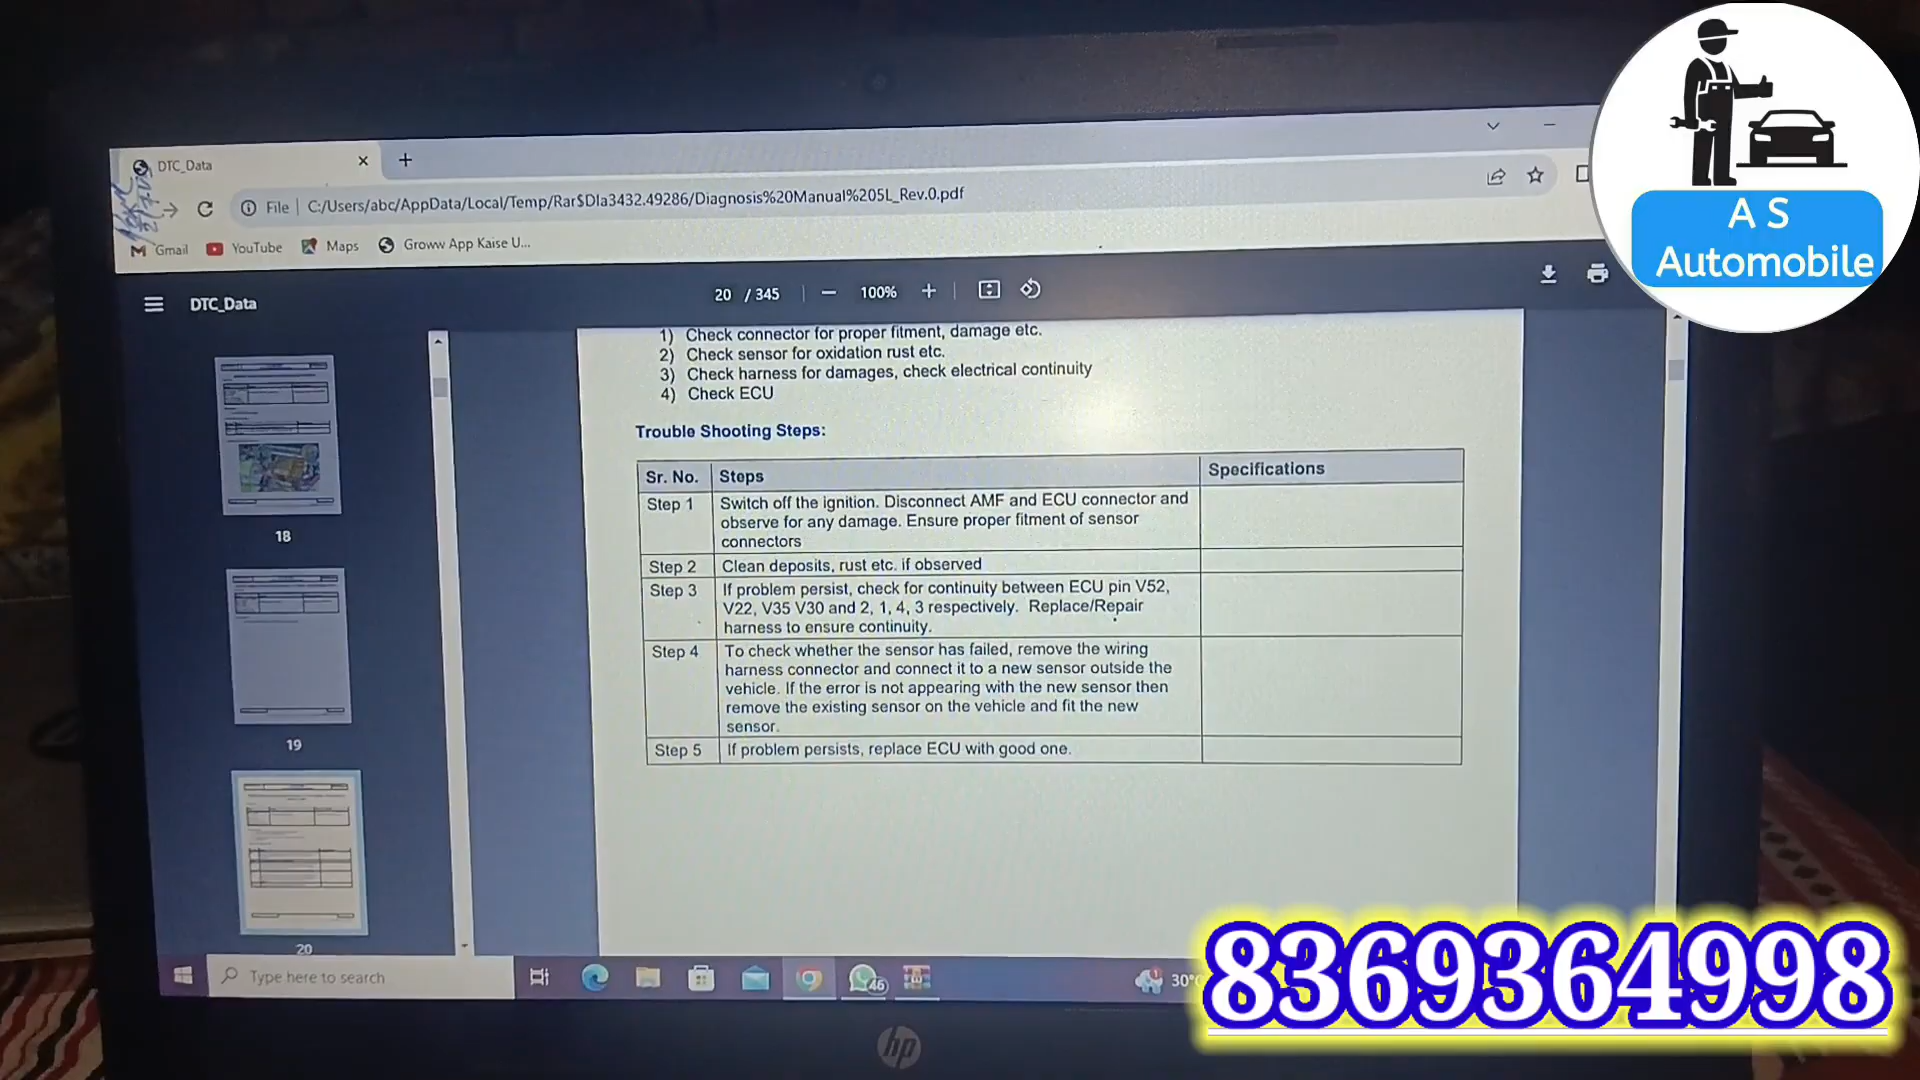 A S
Automobile
DTC_Data
File
C:/Users/abc/AppData/Local/Temp/Rar$DIa3432.49286/Diagnosis%20Manual%205L_Rev.0.pdf
Gmail
YouTube
Maps
Groww App Kaise U...
DTC_Data
20 / 345
100%
18
19
20
1) Check connector for proper fitment, damage etc.
2) Check sensor for oxidation rust etc.
3) Check harness for damages, check electrical continuity
4) Check ECU
Trouble Shooting Steps:
Sr. No. Steps Specifications
Step 1 Switch off the ignition. Disconnect AMF and ECU connector and
observe for any damage. Ensure proper fitment of sensor
connectors
Step 2 Clean deposits, rust etc. if observed
Step 3 If problem persist, check for continuity between ECU pin V52,
V22, V35 V30 and 2, 1, 4, 3 respectively. Replace/Repair
harness to ensure continuity.
Step 4 To check whether the sensor has failed, remove the wiring
harness connector and connect it to a new sensor outside the
vehicle. If the error is not appearing with the new sensor then
remove the existing sensor on the vehicle and fit the new
sensor.
Step 5 If problem persists, replace ECU with good one.
Type here to search
46
8369364998
hp